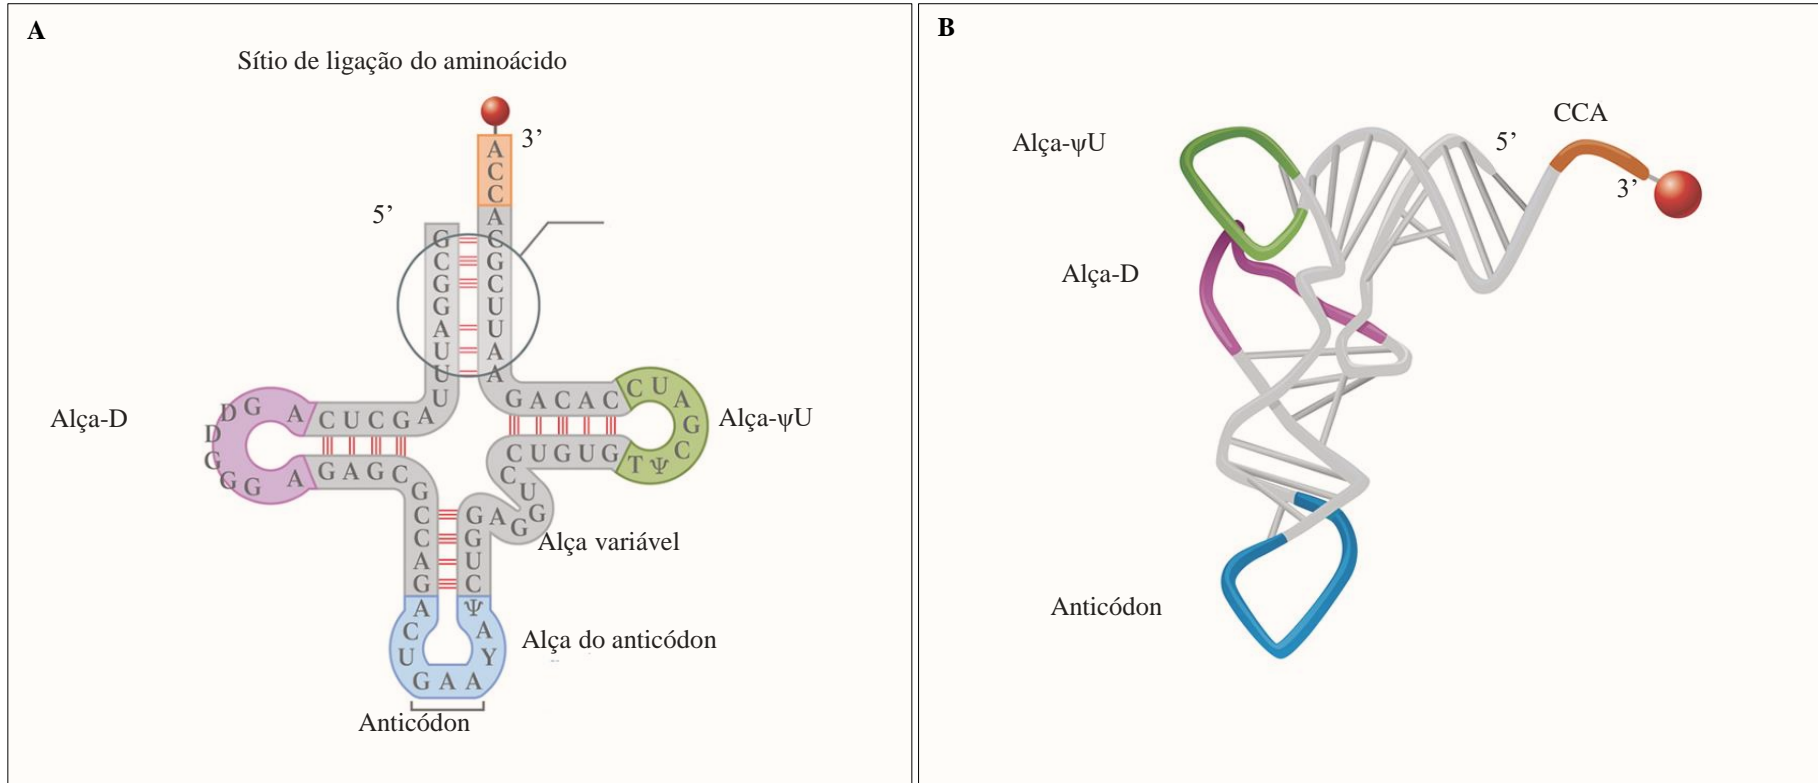 A
Sítio de ligação do aminoácido
3’
A
C
C
A
C
G
C
U
U
A
A
5’
G
C
G
G
A
U
U
U
Alça-D
D G A C U C G A
D
G
G G A G A G C
G
C
C
A
G
A
C
U
G A A A
Y
A
Ψ
C
U
G
G A G G U C
C U G U G T Ψ C
G A C A C C U A G
Alça-ψU
Alça variável
Alça do anticódon
Anticódon
B
CCA
5’
3’
Alça-ψU
Alça-D
Anticódon